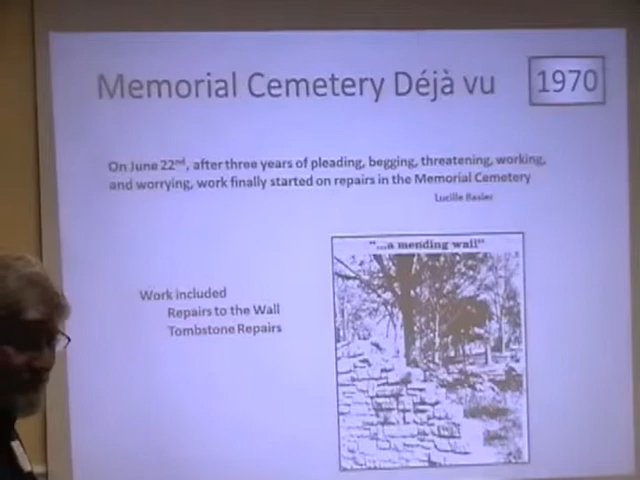 Memorial Cemetery Déjà vu
1970
On June 22nd, after three years of pleading, begging, threatening, working,
and worrying, work finally started on repairs in the Memorial Cemetery
Lucille Basler
"...a mending wall"
Work included
Repairs to the Wall
Tombstone Repairs